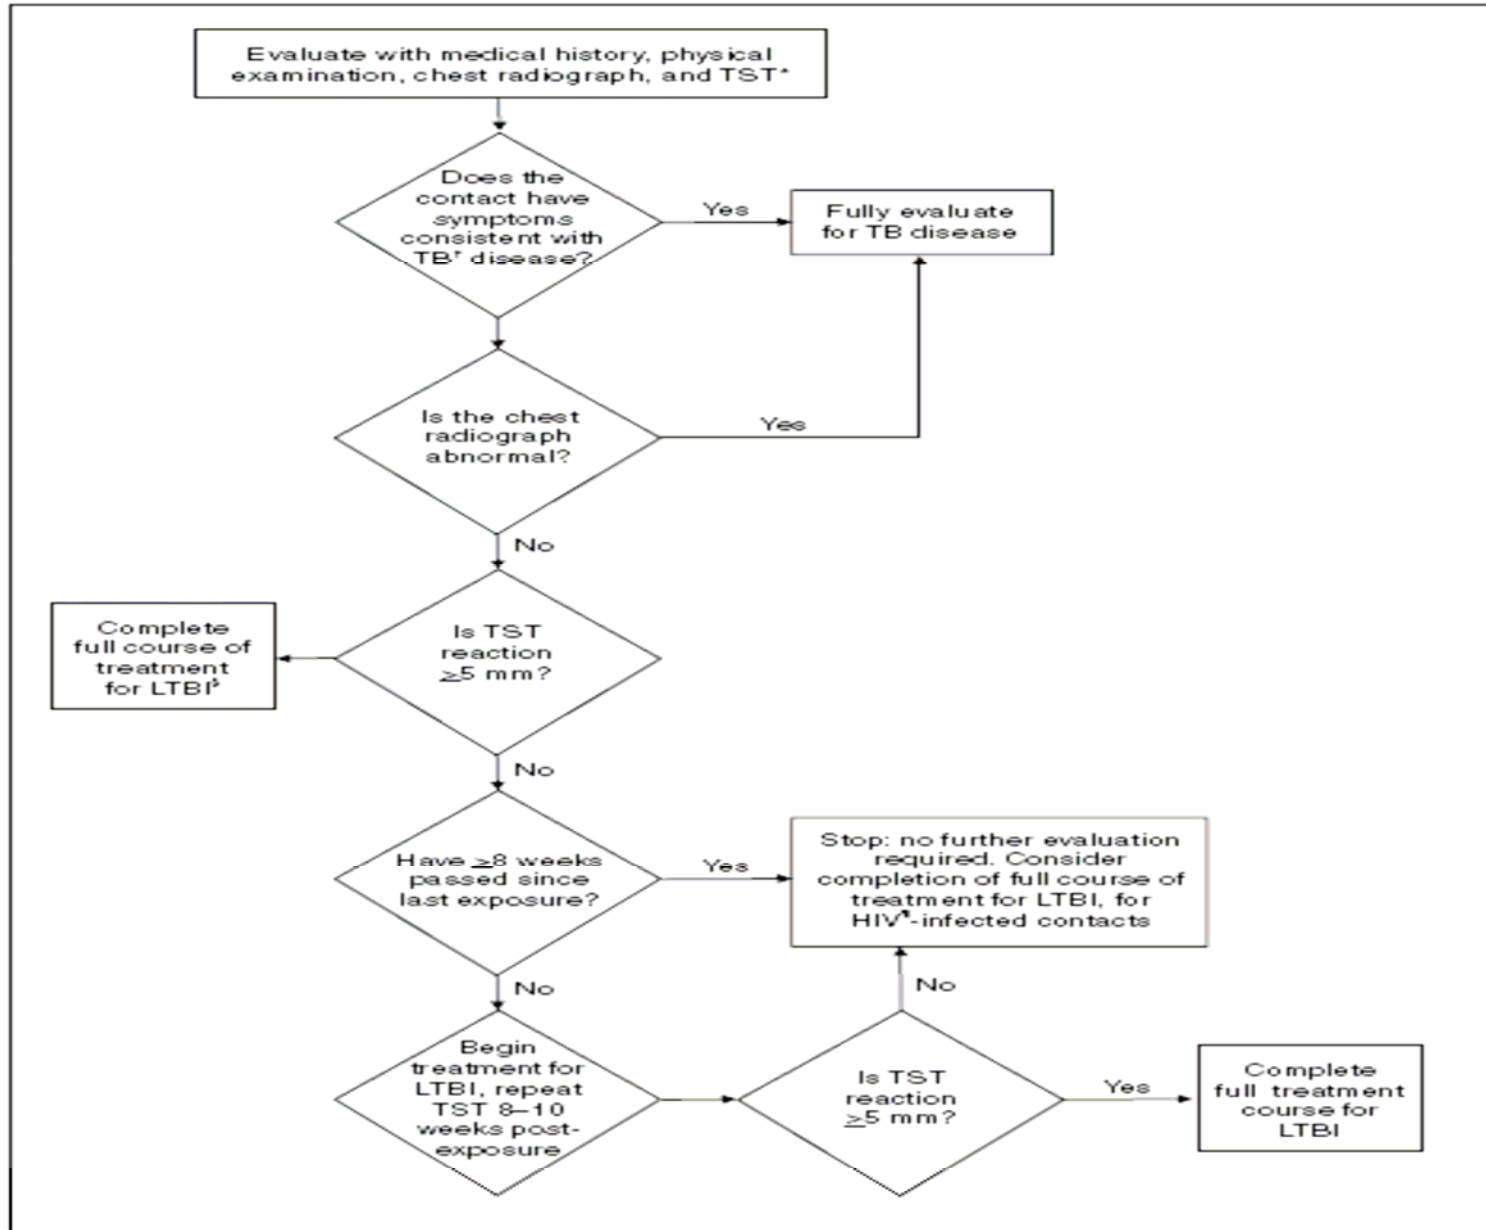 Evaluate with medical history, physical
examination, chest radiograph, and TST*
Does the
contact have
symptoms
consistent with
TB† disease?
Yes
Fully evaluate
for TB disease
Is the chest
radiograph
abnormal?
Yes
No
Is TST
reaction
≥5 mm?
Complete
full course of
treatment
for LTBI§
No
Have ≥8 weeks
passed since
last exposure?
Yes
Stop: no further evaluation
required. Consider
completion of full course of
treatment for LTBI, for
HIV¶-infected contacts
No
Begin
treatment for
LTBI, repeat
TST 8–10
weeks post-
exposure
No
Is TST
reaction
≥5 mm?
Yes
Complete
full treatment
course for
LTBI